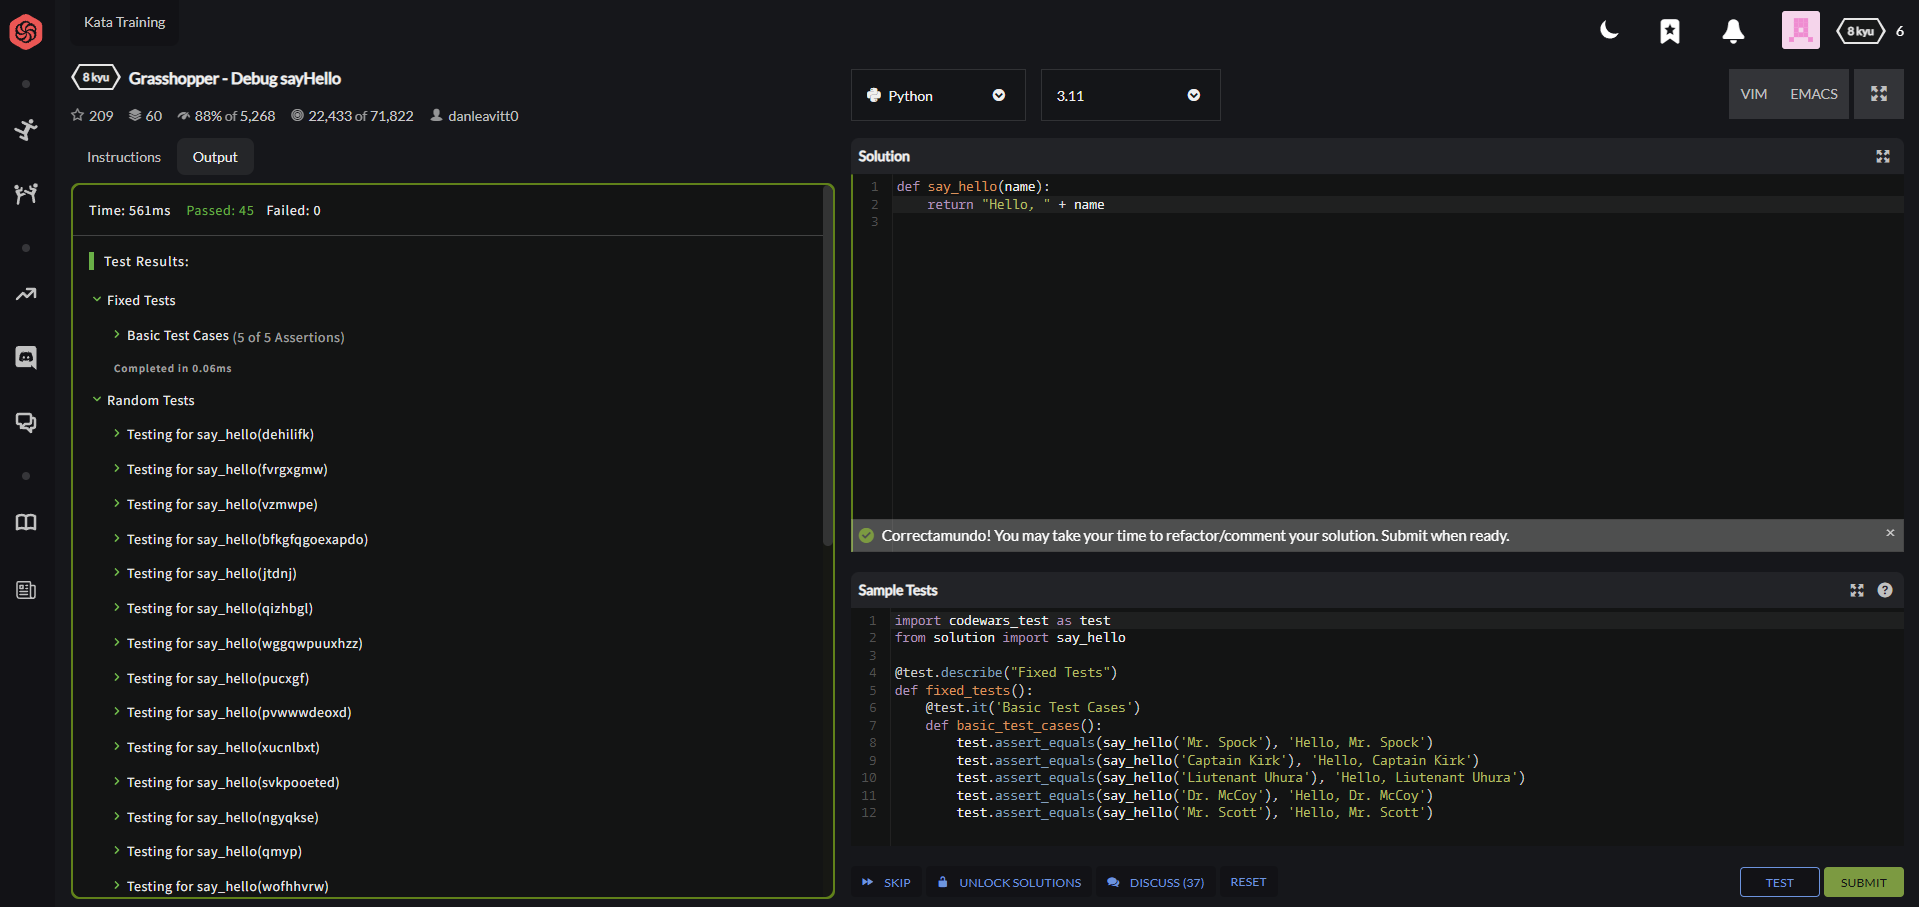 Kata Training
8 kyu
6
8 kyu Grasshopper - Debug sayHello
209 60 88% of 5,268 22,433 of 71,822 danleavitt0
Instructions Output
Time: 561ms Passed: 45 Failed: 0
Test Results:
Fixed Tests
Basic Test Cases (5 of 5 Assertions)
Completed in 0.06ms
Random Tests
Testing for say_hello(dehilifk)
Testing for say_hello(fvrgxgmw)
Testing for say_hello(vzmwpe)
Testing for say_hello(bfkgfqgoexapdo)
Testing for say_hello(jtdnj)
Testing for say_hello(qizhbgl)
Testing for say_hello(wggqwpuuxhzz)
Testing for say_hello(pucxgf)
Testing for say_hello(pvwwwdeoxd)
Testing for say_hello(xucnlbxt)
Testing for say_hello(svkpooeted)
Testing for say_hello(ngyqkse)
Testing for say_hello(qmyp)
Testing for say_hello(wofhhvrw)
Python 3.11 VIM EMACS
Solution
1 def say_hello(name):
2     return "Hello, " + name
3
Correctamundo! You may take your time to refactor/comment your solution. Submit when ready. ×
Sample Tests ?
1 import codewars_test as test
2 from solution import say_hello
3
4 @test.describe("Fixed Tests")
5 def fixed_tests():
6     @test.it('Basic Test Cases')
7     def basic_test_cases():
8         test.assert_equals(say_hello('Mr. Spock'), 'Hello, Mr. Spock')
9         test.assert_equals(say_hello('Captain Kirk'), 'Hello, Captain Kirk')
10         test.assert_equals(say_hello('Liutenant Uhura'), 'Hello, Liutenant Uhura')
11         test.assert_equals(say_hello('Dr. McCoy'), 'Hello, Dr. McCoy')
12         test.assert_equals(say_hello('Mr. Scott'), 'Hello, Mr. Scott')
SKIP UNLOCK SOLUTIONS DISCUSS (37) RESET TEST SUBMIT